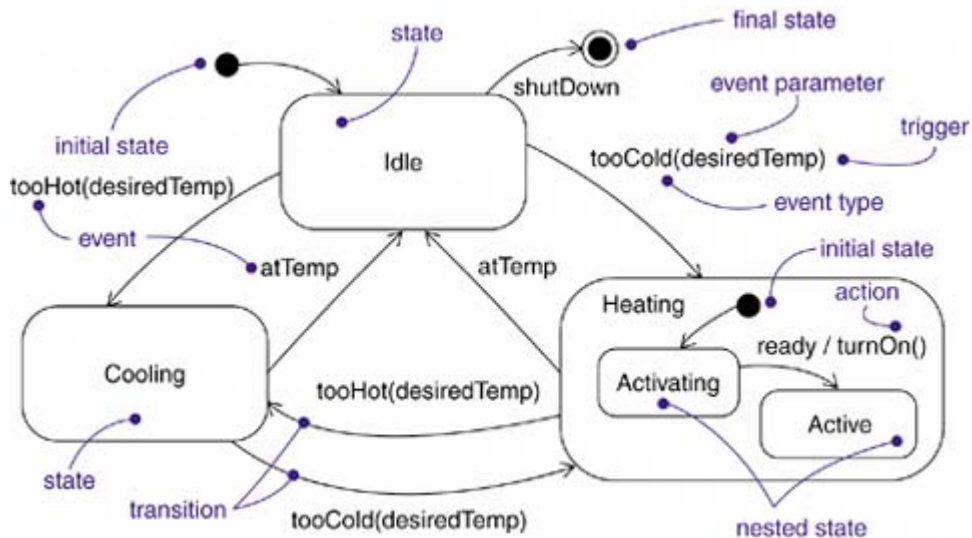 final state
state
shutDown
event parameter
initial state
trigger
Idle
tooCold(desiredTemp)
tooHot(desiredTemp)
event type
event
atTemp
atTemp
initial state
Heating
action
ready / turnOn()
Cooling
tooHot(desiredTemp)
Activating
Active
state
transition
tooCold(desiredTemp)
nested state